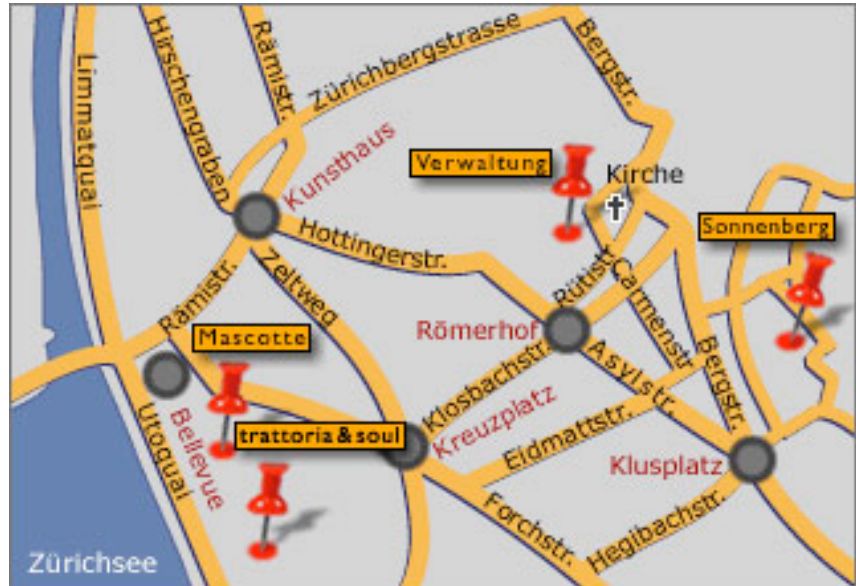 Limmatquai
Hirschengraben
Rämistr.
Zürichbergstrasse
Bergstr.
Kunsthaus
Verwaltung
Kirche
Sonnenberg
Hottingerstr.
Zeltweg
Rämistr.
Rütistr.
Carmenstr.
Mascotte
Römerhof
Klosbachstr.
Asylstr.
Bergstr.
Bellevue
Utoquai
trattoria&soul
Kreuzplatz
Eidmattstr.
Klusplatz
Forchstr.
Hegibachstr.
Zürichsee